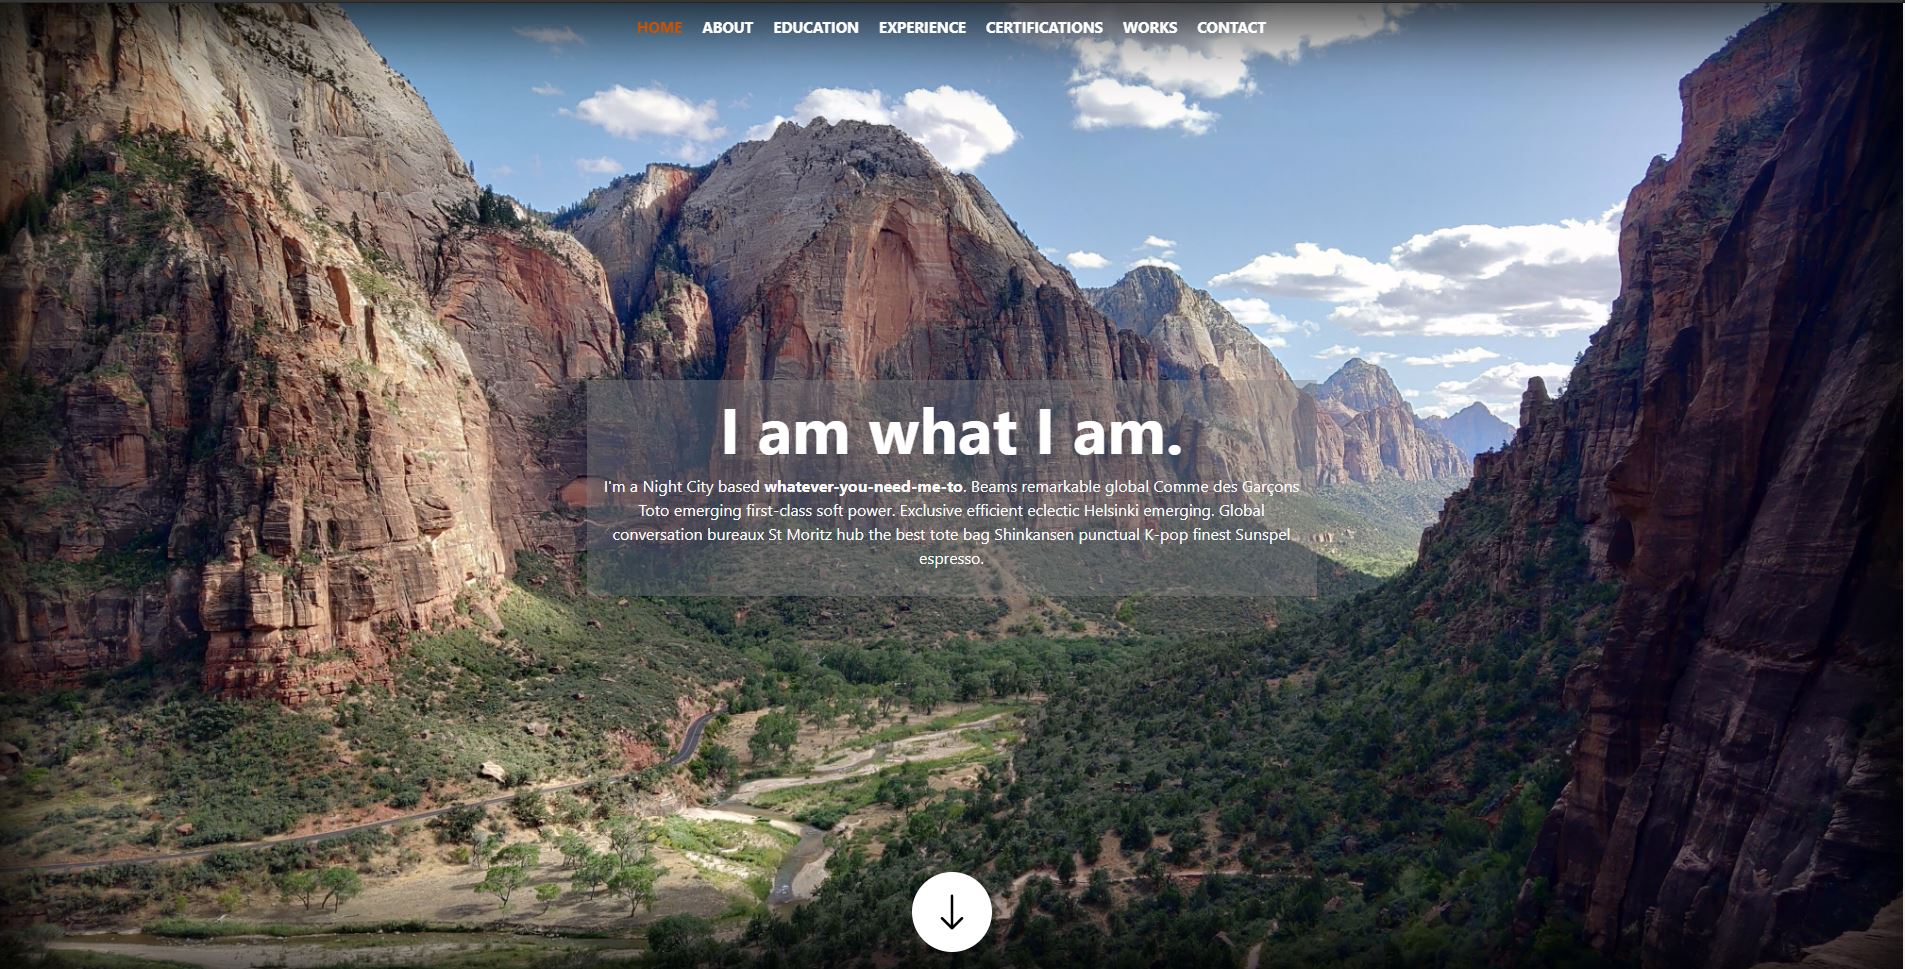 HOME ABOUT EDUCATION EXPERIENCE CERTIFICATIONS WORKS CONTACT
I am what I am.
I'm a Night City based whatever-you-need-me-to. Beams remarkable global Comme des Garçons
Toto emerging first-class soft power. Exclusive efficient eclectic Helsinki emerging. Global
conversation bureaux St Moritz hub the best tote bag Shinkansen punctual K-pop finest Sunspel
espresso.